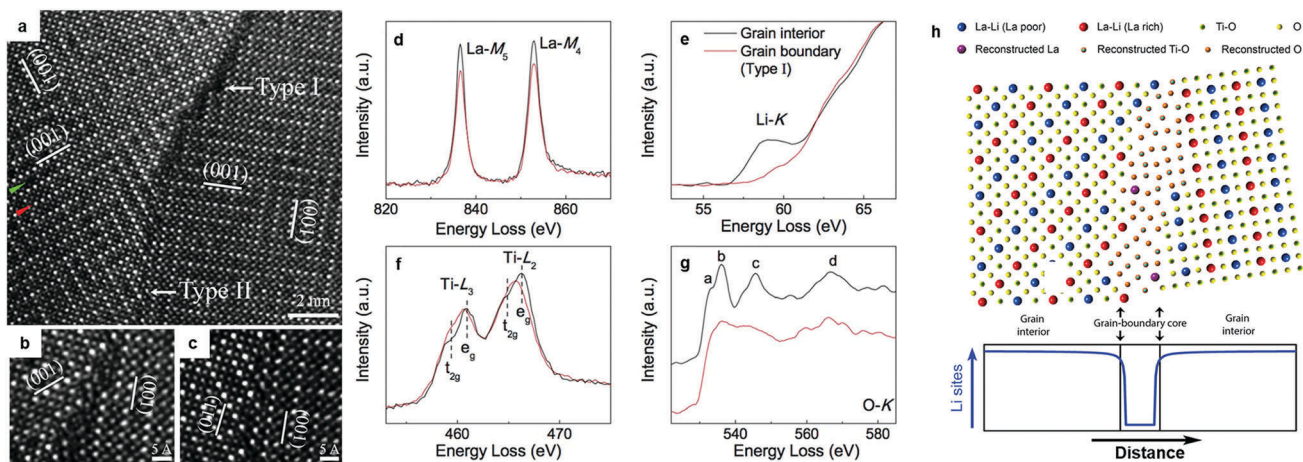 a
(001)
Type I
(001)
(001)
(100)
Type II
2 nm
b
(001)
(100)
5 Å
c
(011)
(100)
5 Å
d
La-M5
La-M4
Intensity (a.u.)
820 840 860
Energy Loss (eV)
e
Grain interior
Grain boundary
(Type I)
Li-K
Intensity (a.u.)
55 60 65
Energy Loss (eV)
f
Ti-L3
Ti-L2
t2g
eg
t2g
eg
Intensity (a.u.)
460 475
Energy Loss (eV)
g
a
b
c
d
O-K
Intensity (a.u.)
540 560 580
Energy Loss (eV)
h
La-Li (La poor) La-Li (La rich) Ti-O O
Reconstructed La Reconstructed Ti-O Reconstructed O
Grain
interior
Grain-boundary core
Grain
interior
Li sites
Distance